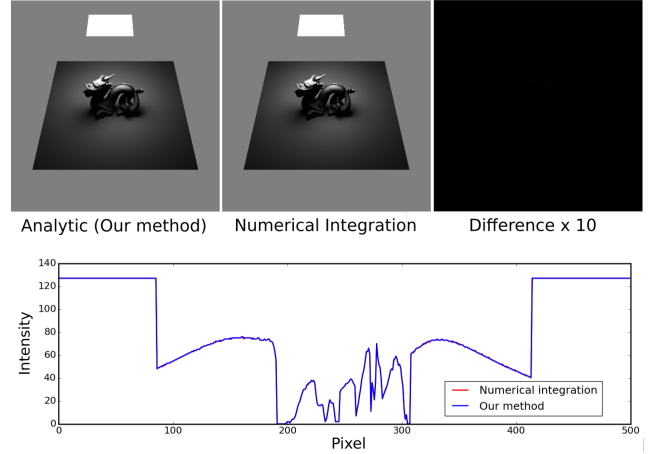 Analytic (Our method) Numerical Integration Difference x 10
140
120
100
80
60
40
20
0
Intensity
Numerical integration
Our method
0 100 200 300 400 500
Pixel